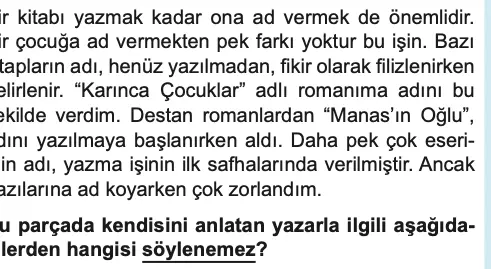 ir kitabı yazmak kadar ona ad vermek de önemlidir.
ir çocuğa ad vermekten pek farkı yoktur bu işin. Bazı
tapların adı, henüz yazılmadan, fikir olarak filizlenirken
elirlenir. “Karınca Çocuklar” adlı romanıma adını bu
ekilde verdim. Destan romanlardan “Manas’ın Oğlu”,
dını yazılmaya başlanırken aldı. Daha pek çok eseri-
in adı, yazma işinin ilk safhalarında verilmiştir. Ancak
azılarına ad koyarken çok zorlandım.
u parçada kendisini anlatan yazarla ilgili aşağıda-
lerden hangisi söylenemez?